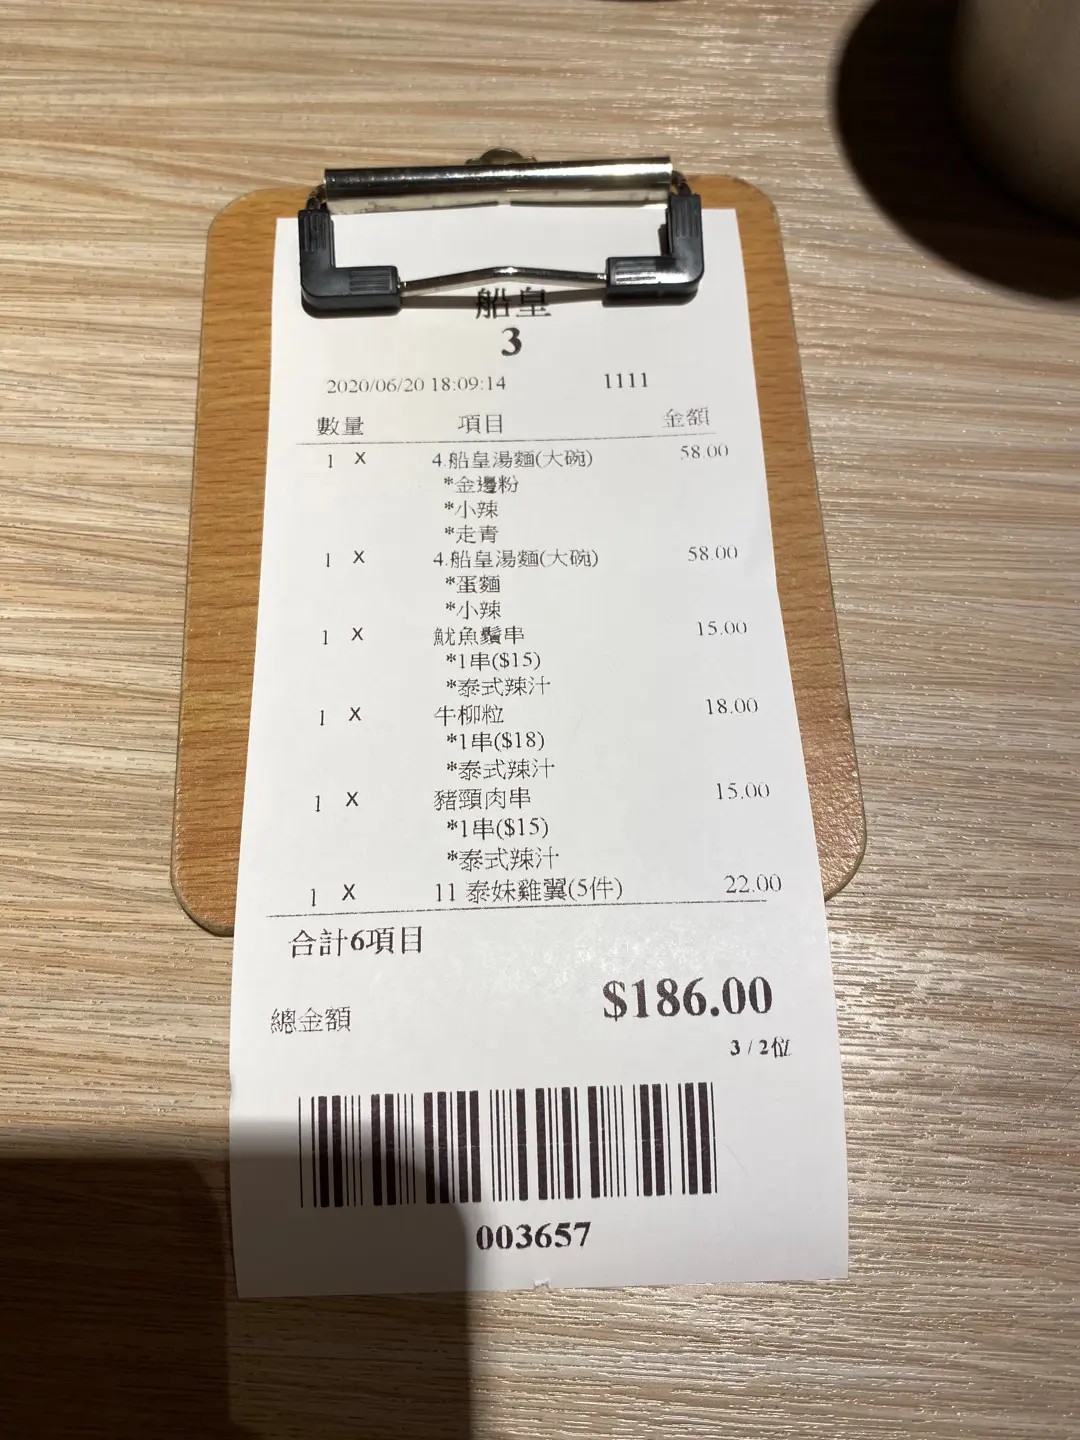 船皇
3
2020/06/20 18:09:14 1111
數量 項目 金額
1 X 4.船皇湯麵(大碗) 58.00
*金邊粉
*小辣
*走青
1 X 4.船皇湯麵(大碗) 58.00
*蛋麵
*小辣
1 X 魷魚鬚串 15.00
*1串($15)
*泰式辣汁
1 X 牛柳粒 18.00
*1串($18)
*泰式辣汁
1 X 豬頸肉串 15.00
*1串($15)
*泰式辣汁
1 X 11 泰妹雞翼(5件) 22.00
合計6項目
總金額 $186.00
3 / 2位
003657